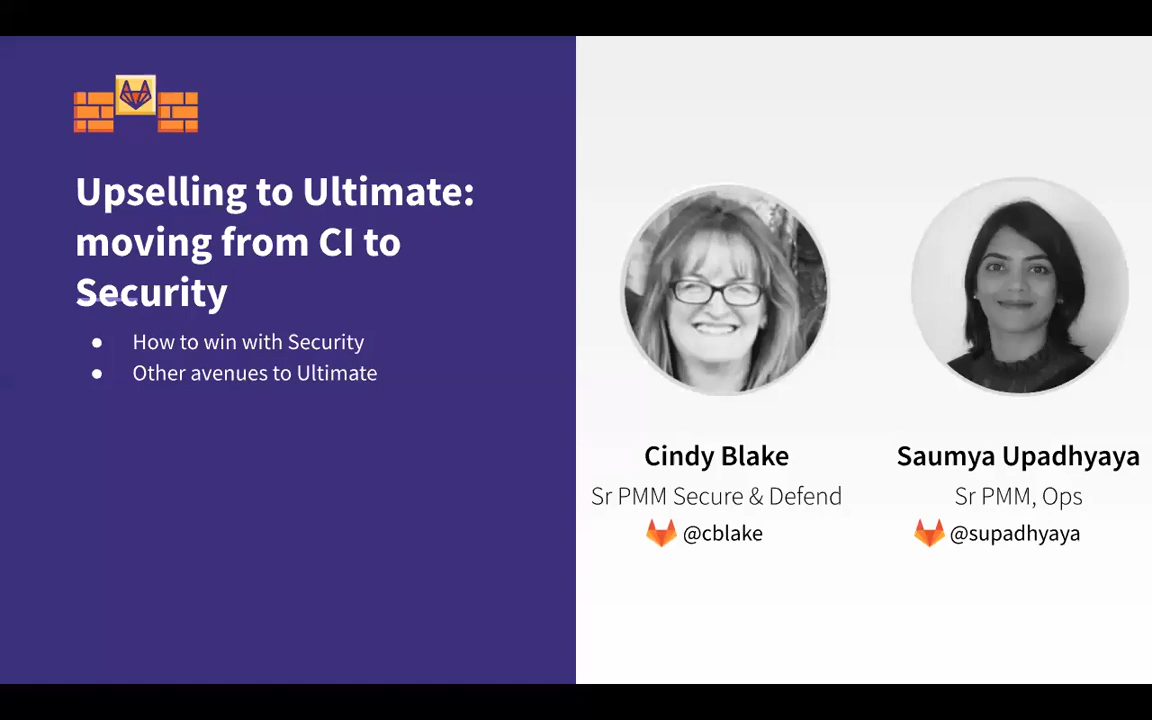 Upselling to Ultimate:
moving from CI to
Security
● How to win with Security
● Other avenues to Ultimate
Cindy Blake
Sr PMM Secure & Defend
@cblake
Saumya Upadhyaya
Sr PMM, Ops
@supadhyaya